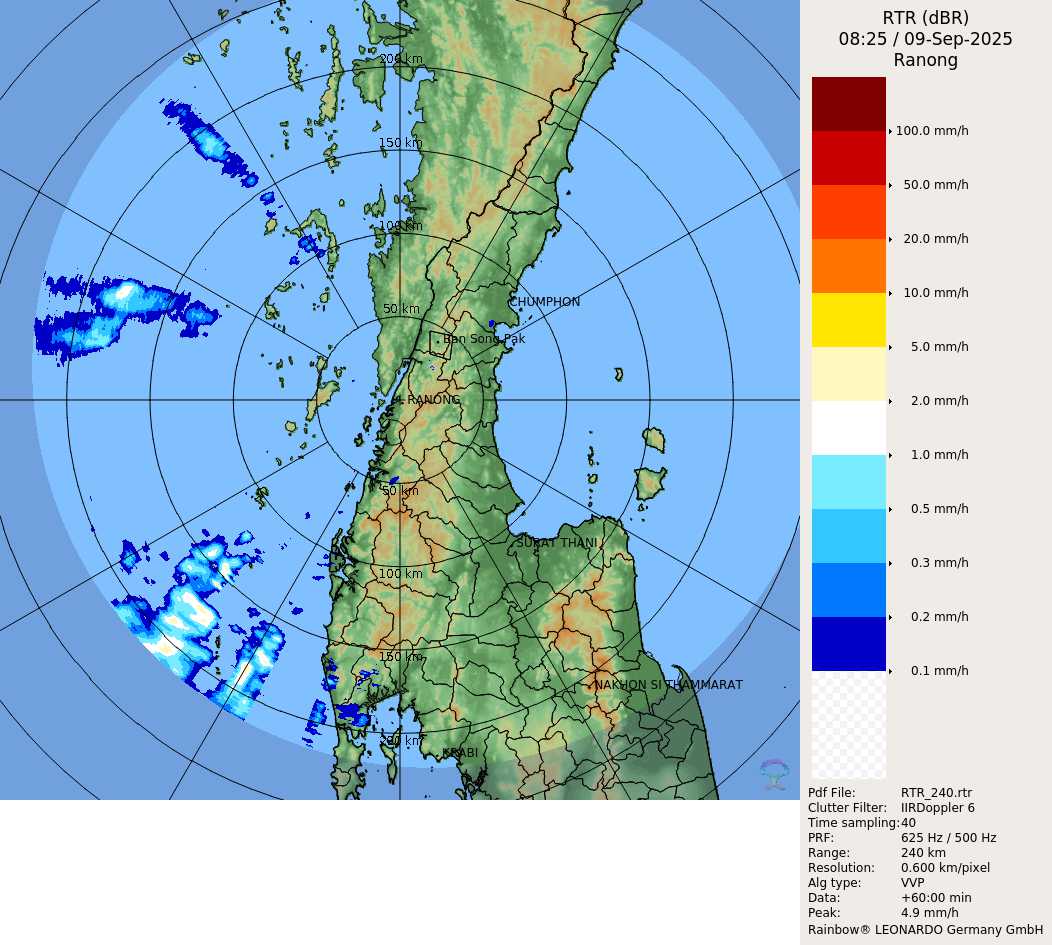 RTR (dBR)
08:25 / 09-Sep-2025
Ranong
200 km
150 km
100 km
50 km
CHUMPHON
Ban Song Pak
RANONG
50 km
SURAT THANI
100 km
150 km
NAKHON SI THAMMARAT
200 km
KRABI
100.0 mm/h
50.0 mm/h
20.0 mm/h
10.0 mm/h
5.0 mm/h
2.0 mm/h
1.0 mm/h
0.5 mm/h
0.3 mm/h
0.2 mm/h
0.1 mm/h
Pdf File: RTR_240.rtr
Clutter Filter: IIRDoppler 6
Time sampling: 40
PRF: 625 Hz / 500 Hz
Range: 240 km
Resolution: 0.600 km/pixel
Alg type: VVP
Data: +60:00 min
Peak: 4.9 mm/h
Rainbow® LEONARDO Germany GmbH